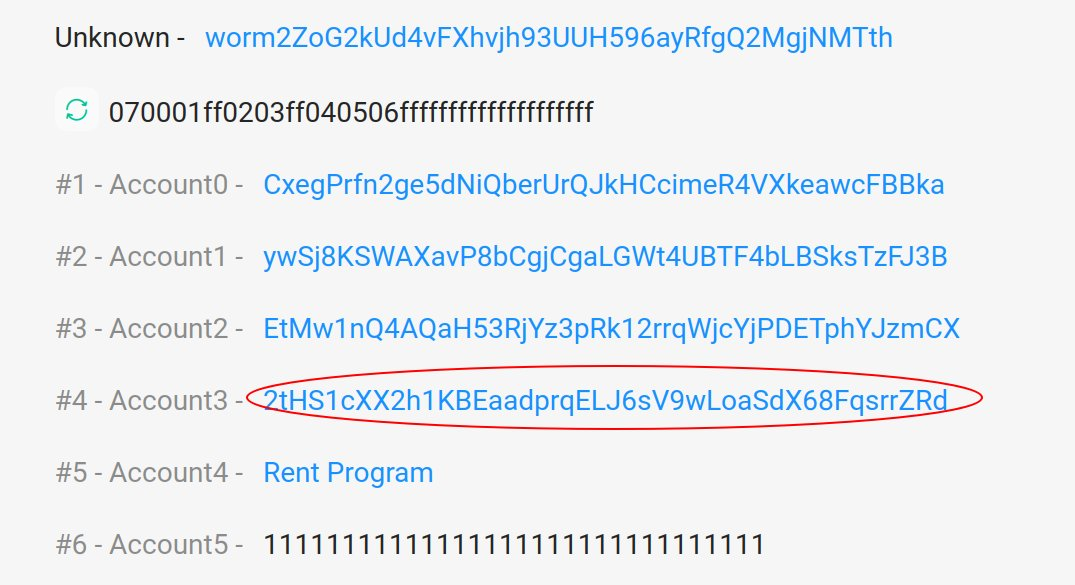 Unknown - worm2ZoG2kUd4vFXhvjh93UUH596ayRfgQ2MgjNMTth
070001ff0203ff040506ffffffffffffffffffff
#1 - Account0 - CxegPrfn2ge5dNiQberUrQJkHCcimeR4VXkeawcFBBka
#2 - Account1 - ywSj8KSWAXavP8bCgjCgaLGWt4UBTF4bLBSksTzFJ3B
#3 - Account2 - EtMw1nQ4AQaH53RjYz3pRk12rrqWjcYjPDETphYJzmCX
#4 - Account3 - 2tHS1cXX2h1KBEaadprqELJ6sV9wLoaSdX68FqsrrZRd
#5 - Account4 - Rent Program
#6 - Account5 - 11111111111111111111111111111111